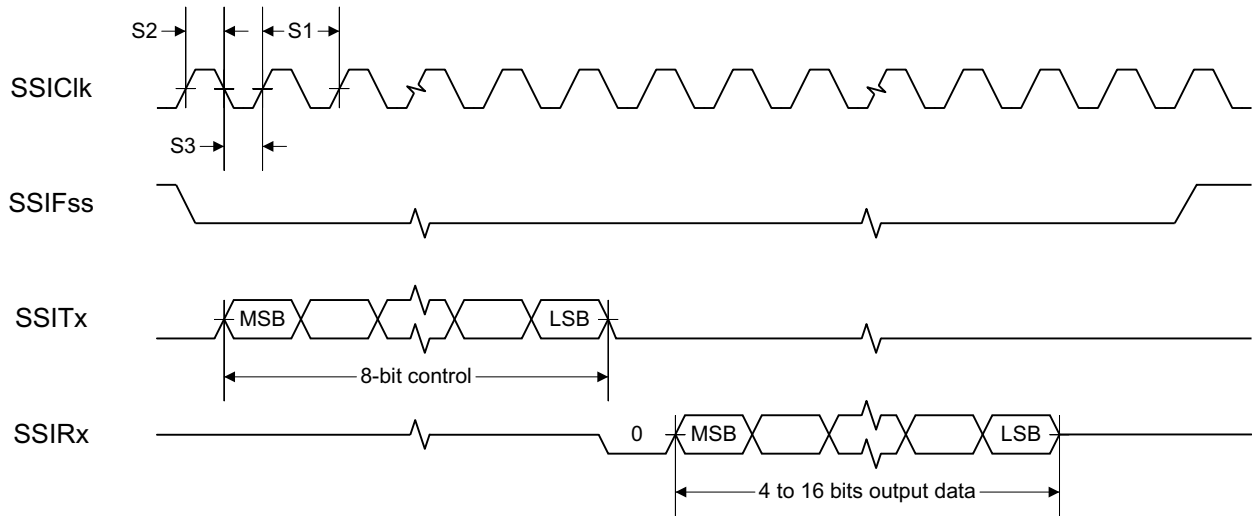 S2
S1
SSIClk
S3
SSIFss
SSITx
MSB
LSB
8-bit control
SSIRx
0
MSB
LSB
4 to 16 bits output data